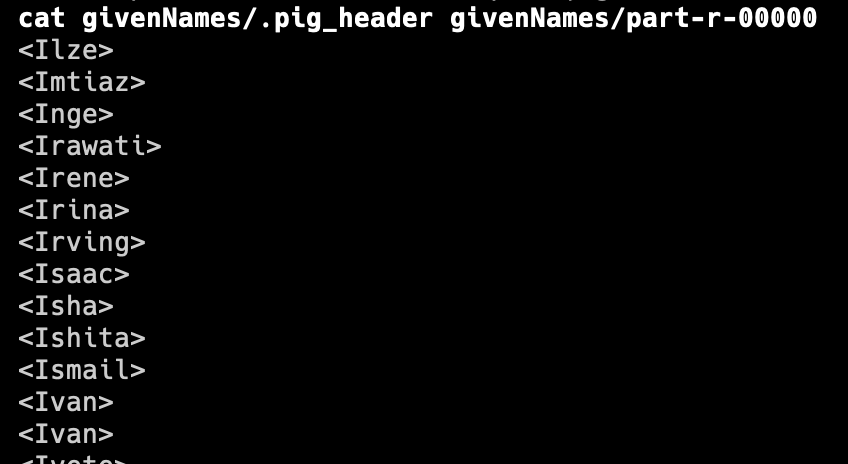 cat givenNames/.pig_header givenNames/part-r-00000
<Ilze>
<Imtiaz>
<Inge>
<Irawati>
<Irene>
<Irina>
<Irving>
<Isaac>
<Isha>
<Ishita>
<Ismail>
<Ivan>
<Ivan>